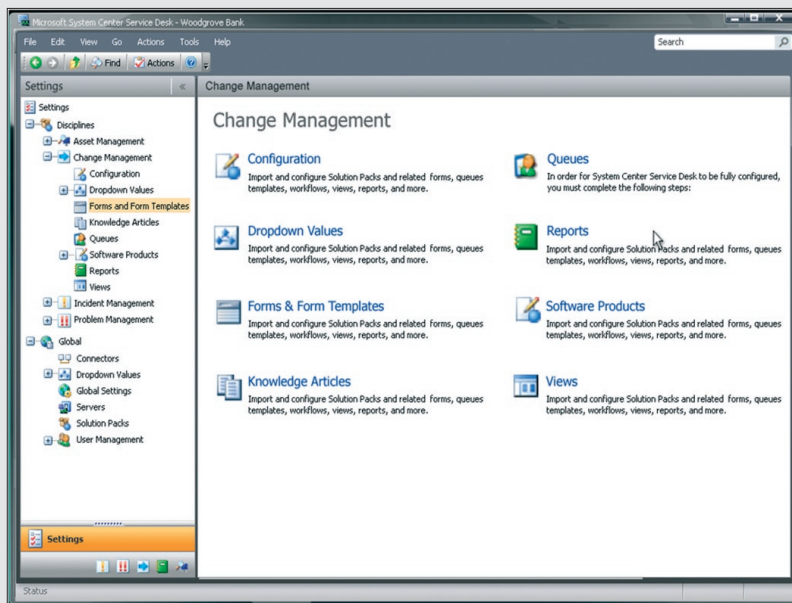 Microsoft System Center Service Desk - Woodgrove Bank
File Edit View Go Actions Tools Help
Search
Find Actions
Settings «
Settings
Disciplines
Asset Management
Change Management
Configuration
Dropdown Values
Forms and Form Templates
Knowledge Articles
Queues
Software Products
Reports
Views
Incident Management
Problem Management
Global
Connectors
Dropdown Values
Global Settings
Servers
Solution Packs
User Management
Settings
Change Management
Change Management
Configuration
Import and configure Solution Packs and related forms, queues
templates, workflows, views, reports, and more.
Queues
In order for System Center Service Desk to be fully configured,
you must complete the following steps:
Dropdown Values
Import and configure Solution Packs and related forms, queues
templates, workflows, views, reports, and more.
Reports
Import and configure Solution Packs and related forms, queues
templates, workflows, views, reports, and more.
Forms & Form Templates
Import and configure Solution Packs and related forms, queues
templates, workflows, views, reports, and more.
Software Products
Import and configure Solution Packs and related forms, queues
templates, workflows, views, reports, and more.
Knowledge Articles
Import and configure Solution Packs and related forms, queues
templates, workflows, views, reports, and more.
Views
Import and configure Solution Packs and related forms, queues
templates, workflows, views, reports, and more.
Status